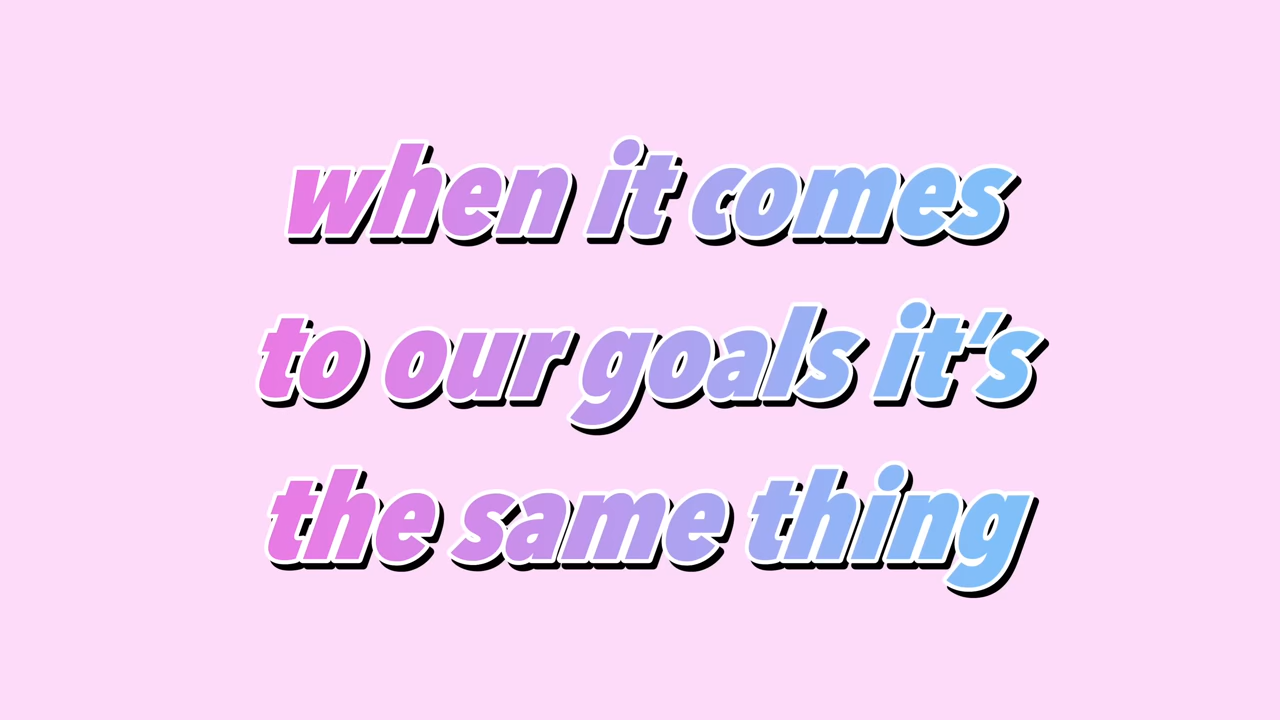 when it comes
to our goals it’s
the same thing